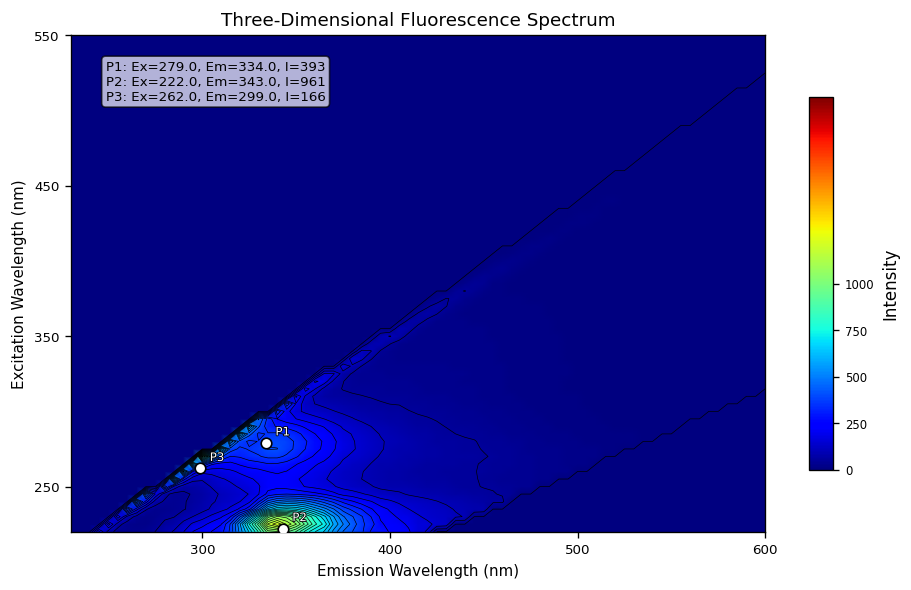 Three-Dimensional Fluorescence Spectrum
550
P1: Ex=279.0, Em=334.0, I=393
P2: Ex=222.0, Em=343.0, I=961
P3: Ex=262.0, Em=299.0, I=166
450
350
250
Excitation Wavelength (nm)
P1
P3
P2
300
400
500
600
Emission Wavelength (nm)
1000
750
500
250
0
Intensity